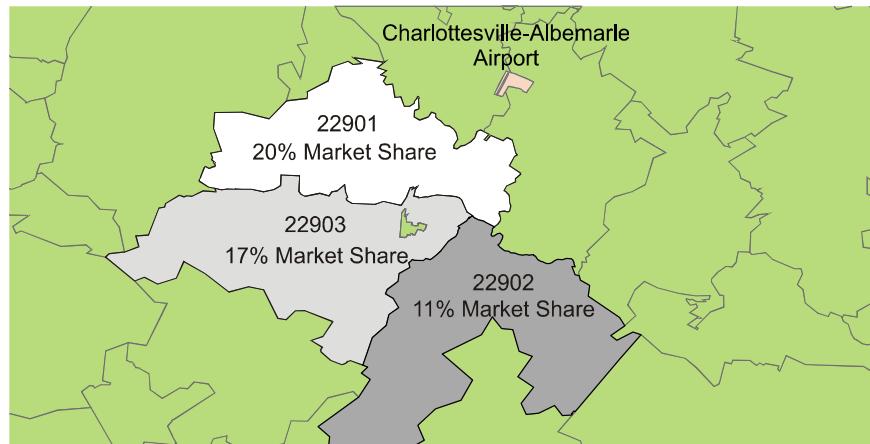 Charlottesville-Albemarle
Airport
22901
20% Market Share
22903
17% Market Share
22902
11% Market Share